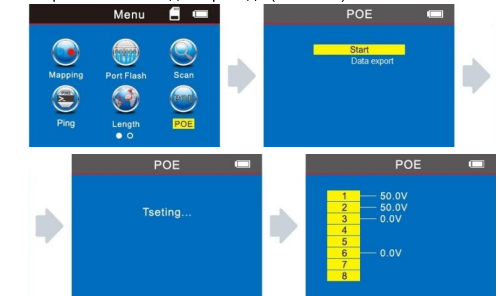 Menu
Mapping Port Flash Scan
Ping Length POE
POE
Start
Data export
POE
Tseting...
POE
1 50.0V
2 50.0V
3 0.0V
4
5
6 0.0V
7
8